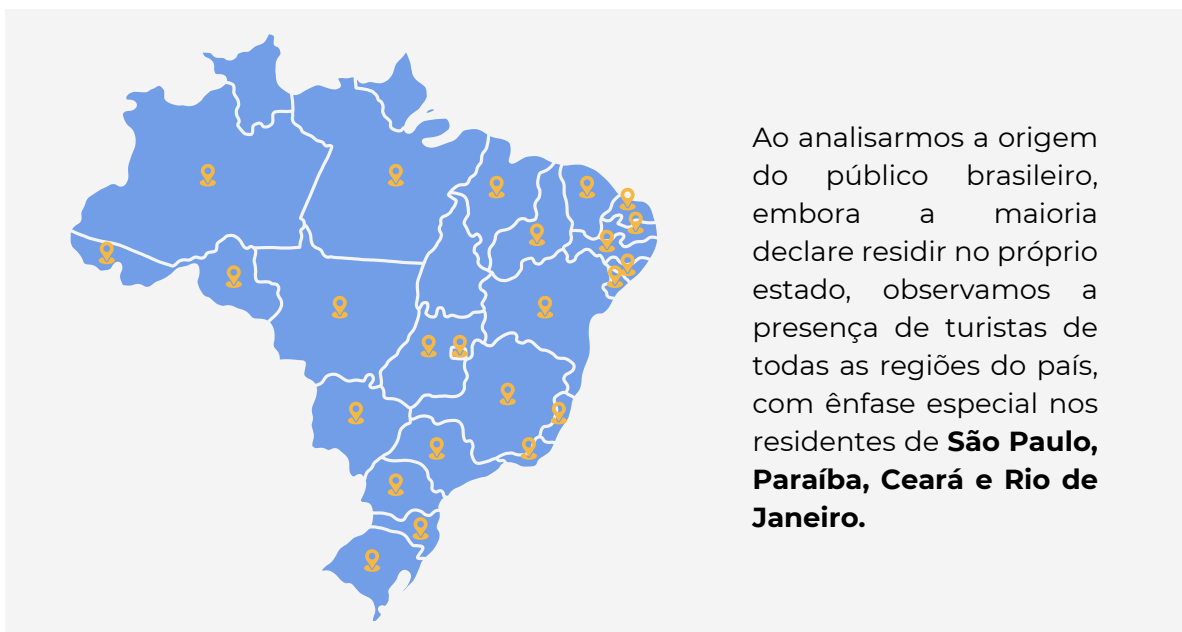 Ao analisarmos a origem
do público brasileiro,
embora a maioria
declare residir no próprio
estado, observamos a
presença de turistas de
todas as regiões do país,
com ênfase especial nos
residentes de São Paulo,
Paraíba, Ceará e Rio de
Janeiro.